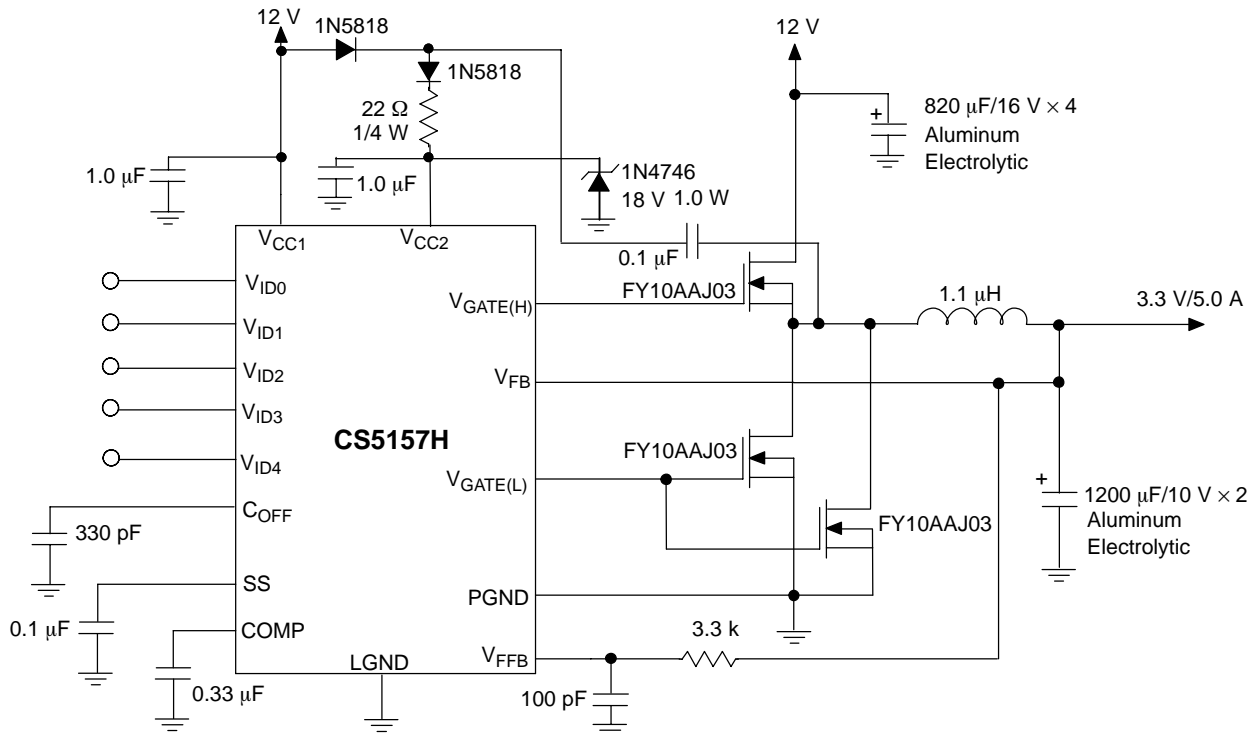 12 V
1N5818
1N5818
22 Ω
1/4 W
1.0 μF
1.0 μF
1N4746
18 V 1.0 W
0.1 μF
12 V
+
820 μF/16 V × 4
Aluminum
Electrolytic
VCC1
VCC2
VID0
VID1
VID2
VID3
VID4
COFF
SS
COMP
LGND
CS5157H
VGATE(H)
VFB
VGATE(L)
PGND
VFFB
FY10AAJ03
FY10AAJ03
FY10AAJ03
1.1 μH
3.3 V/5.0 A
+
1200 μF/10 V × 2
Aluminum
Electrolytic
330 pF
0.1 μF
0.33 μF
3.3 k
100 pF